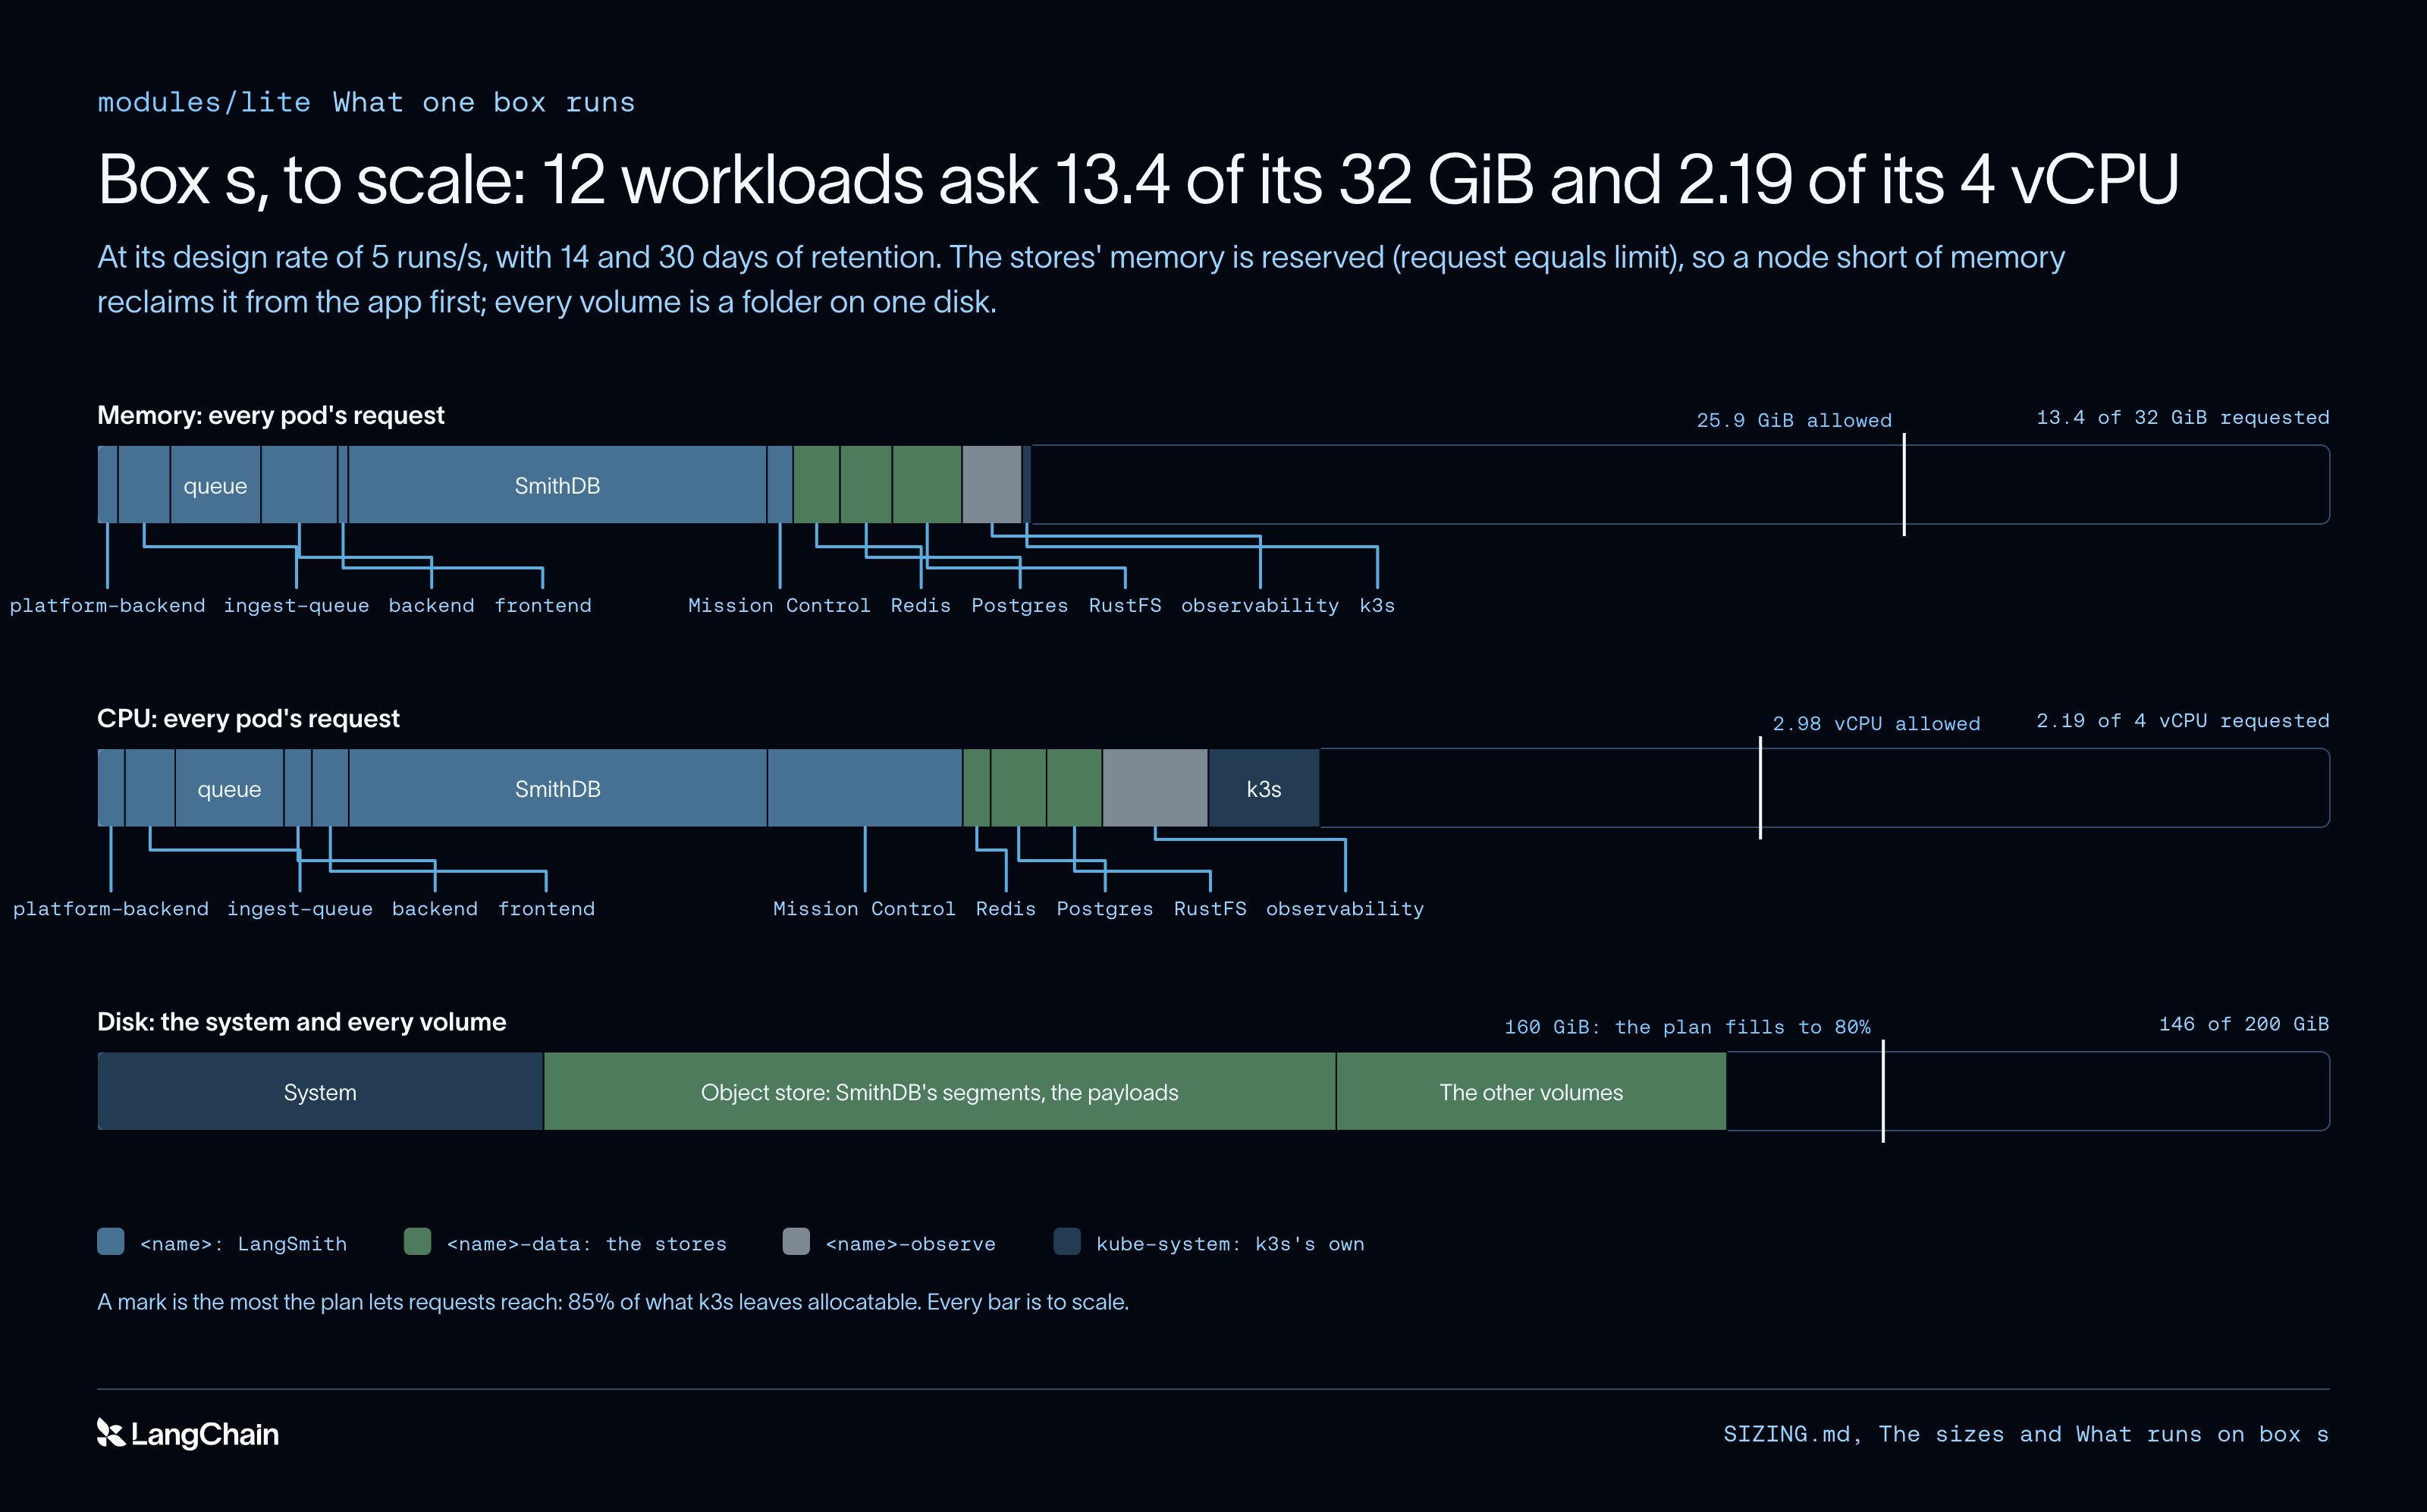 modules/lite What one box runs
Box s, to scale: 12 workloads ask 13.4 of its 32 GiB and 2.19 of its 4 vCPU
At its design rate of 5 runs/s, with 14 and 30 days of retention. The stores' memory is reserved (request equals limit), so a node short of memory
reclaims it from the app first; every volume is a folder on one disk.
Memory: every pod's request
25.9 GiB allowed
13.4 of 32 GiB requested
queue
SmithDB
platform-backend
ingest-queue
backend
frontend
Mission Control
Redis
Postgres
RustFS
observability
k3s
CPU: every pod's request
2.98 vCPU allowed
2.19 of 4 vCPU requested
queue
SmithDB
k3s
platform-backend
ingest-queue
backend
frontend
Mission Control
Redis
Postgres
RustFS
observability
Disk: the system and every volume
160 GiB: the plan fills to 80%
146 of 200 GiB
System
Object store: SmithDB's segments, the payloads
The other volumes
<name>: LangSmith
<name>-data: the stores
<name>-observe
kube-system: k3s's own
A mark is the most the plan lets requests reach: 85% of what k3s leaves allocatable. Every bar is to scale.
LangChain
SIZING.md, The sizes and What runs on box s